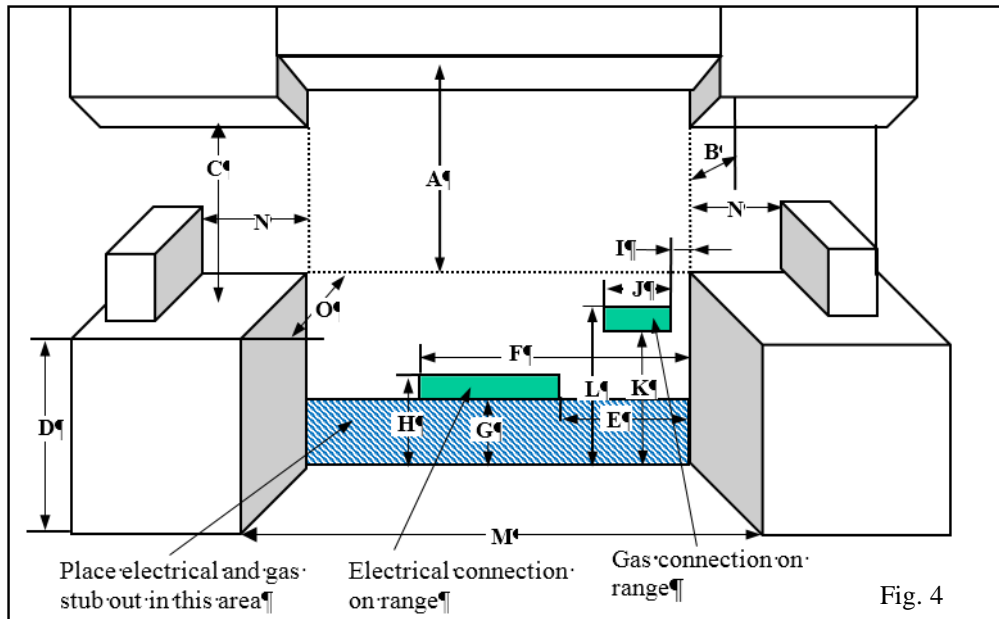 A¶
B¶
C¶
N·
N·
I¶
J¶
O¶
F¶
L¶
K¶
D¶
H¶
G¶
E¶
M¶
Place·electrical·and·gas·
stub·out·in·this·area¶
Electrical·connection·
on·range¶
Gas·connection·on·
range¶
Fig. 4